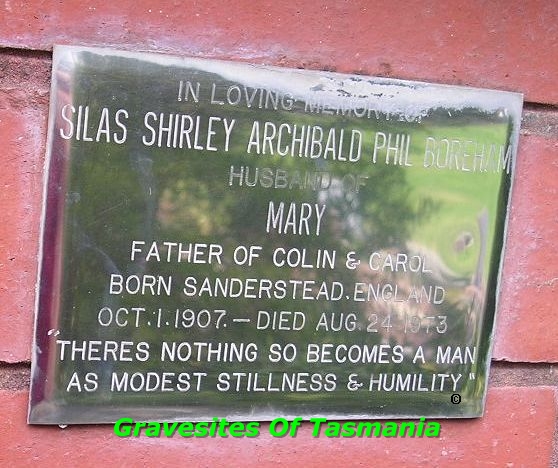 IN LOVING MEMORY OF
SILAS SHIRLEY ARCHIBALD PHIL BOREHAM
HUSBAND OF
MARY
FATHER OF COLIN & CAROL
BORN SANDERSTEAD. ENGLAND
OCT. 1. 1907. — DIED AUG. 24. 1973
"THERES NOTHING SO BECOMES A MAN
AS MODEST STILLNESS & HUMILITY"
©
Gravesites Of Tasmania